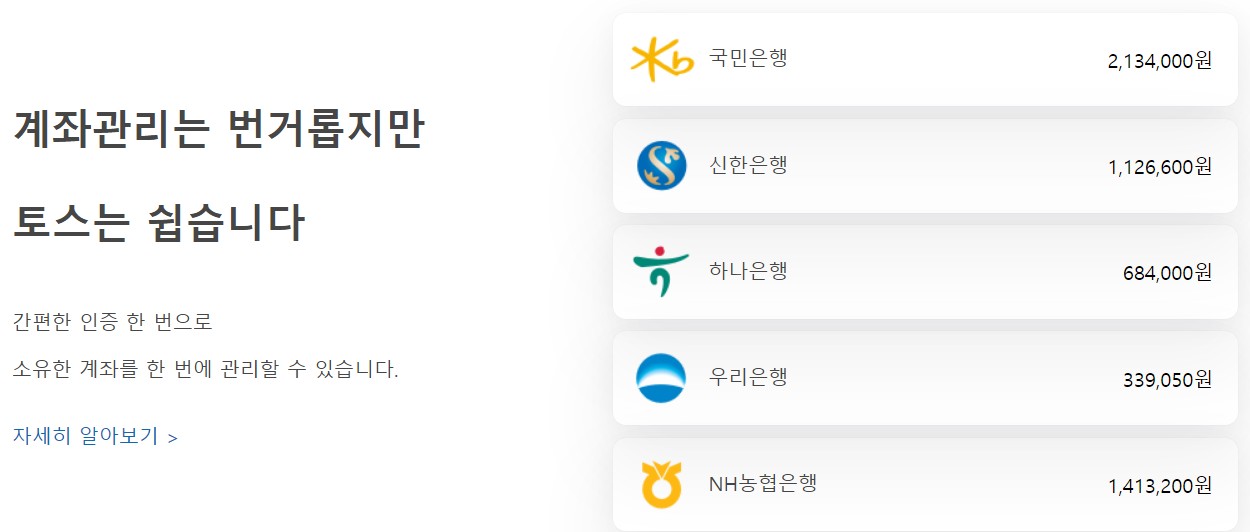 계좌관리는 번거롭지만
토스는 쉽습니다
간편한 인증 한 번으로
소유한 계좌를 한 번에 관리할 수 있습니다.
자세히 알아보기 >
국민은행 2,134,000원
신한은행 1,126,600원
하나은행 684,000원
우리은행 339,050원
NH농협은행 1,413,200원